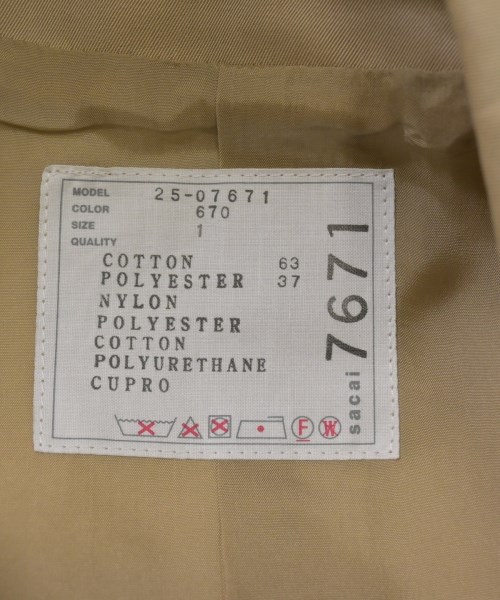 MODEL 25-07671
COLOR 670
SIZE 1
QUALITY
COTTON 63
POLYESTER 37
NYLON
POLYESTER
COTTON
POLYURETHANE
CUPRO
F W
sacai 7671